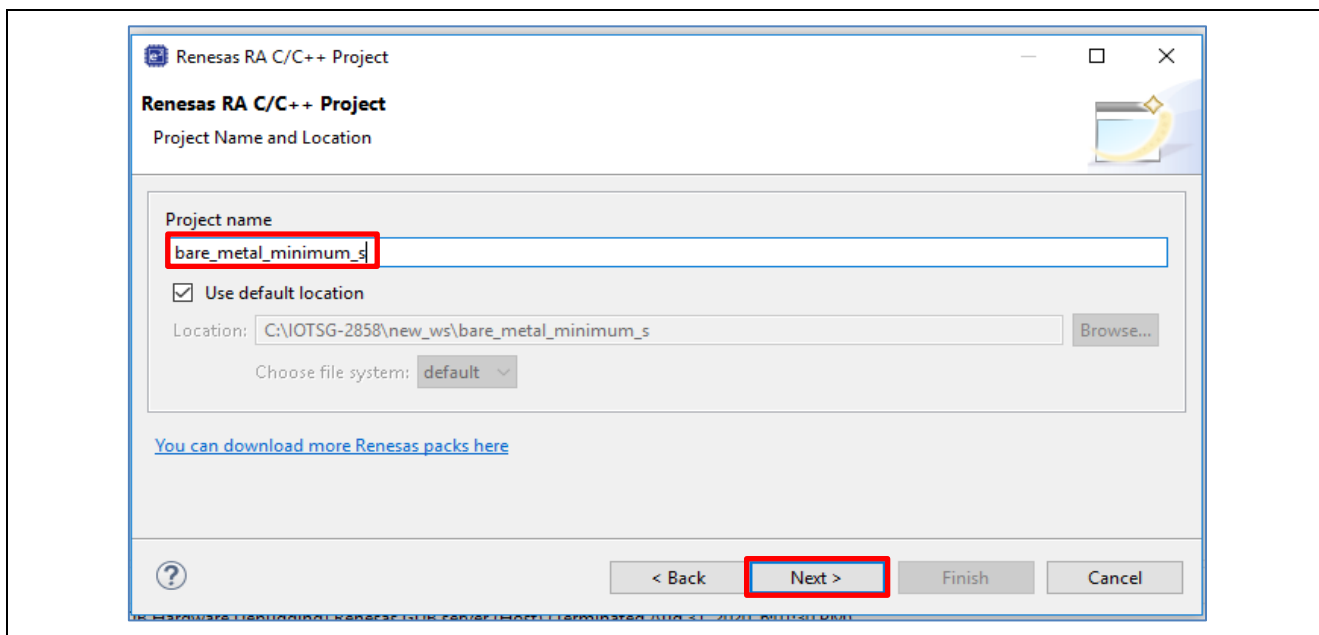 Renesas RA C/C++ Project
Renesas RA C/C++ Project
Project Name and Location
Project name
bare_metal_minimum_s
Use default location
Location: C:\IOTSG-2858\new_ws\bare_metal_minimum_s Browse...
Choose file system: default
You can download more Renesas packs here
? < Back Next > Finish Cancel